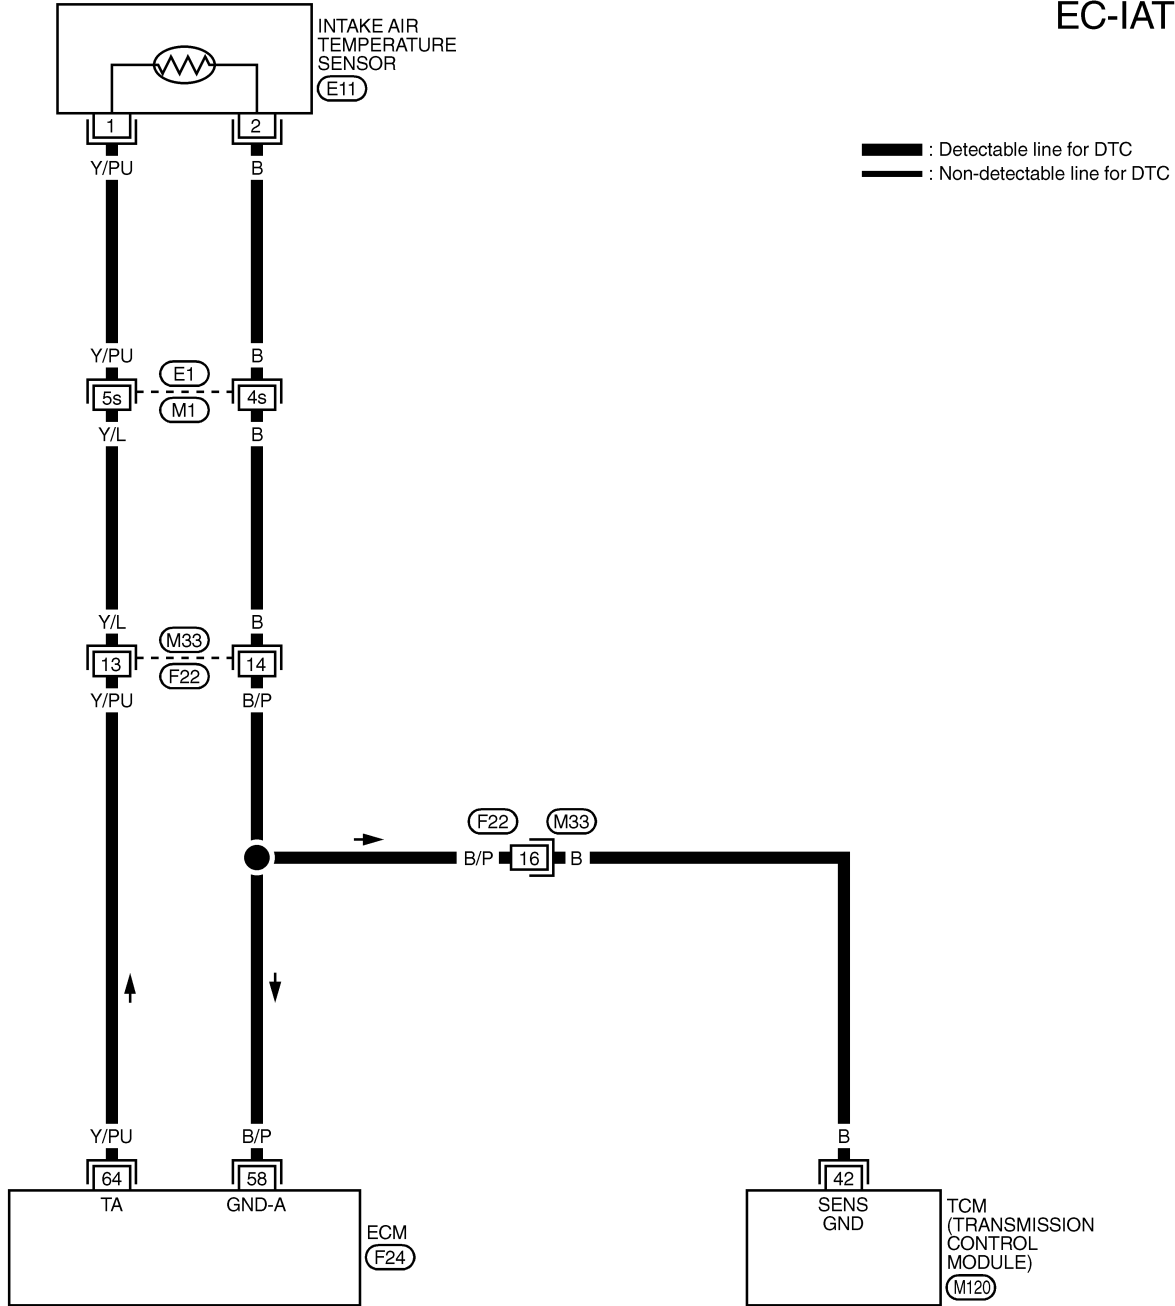 EC-IAT
INTAKE AIR
TEMPERATURE
SENSOR
E11
1
2
: Detectable line for DTC
: Non-detectable line for DTC
Y/PU
B
Y/PU
B
E1
5s
4s
M1
Y/L
B
Y/L
B
M33
13
14
F22
Y/PU
B/P
F22
M33
B/P
16
B
Y/PU
B/P
B
64
58
42
TA
GND-A
SENS
GND
ECM
F24
TCM
(TRANSMISSION
CONTROL
MODULE)
M120